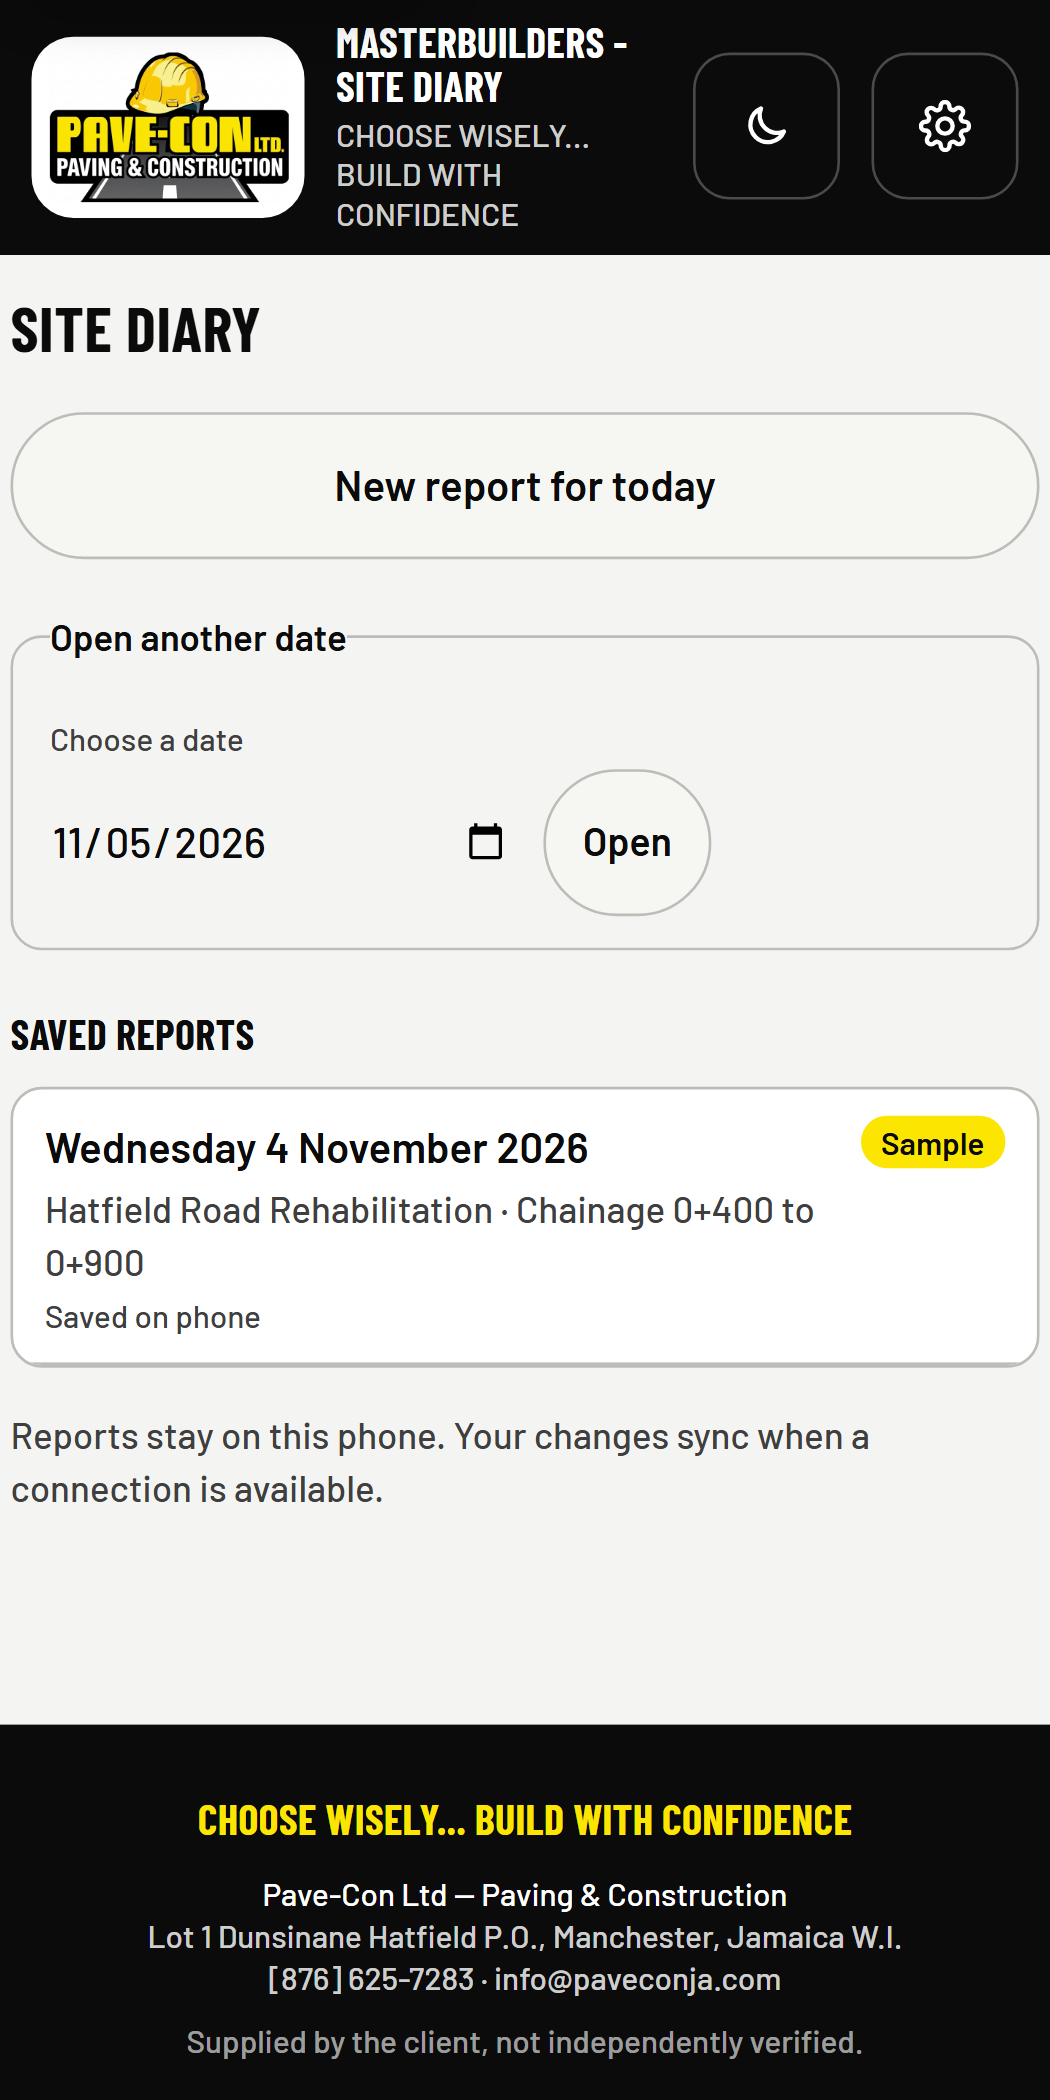 PAVE-CON LTD.
PAVING & CONSTRUCTION
MASTERBUILDERS -
SITE DIARY
CHOOSE WISELY...
BUILD WITH
CONFIDENCE
SITE DIARY
New report for today
Open another date
Choose a date
11/05/2026
Open
SAVED REPORTS
Wednesday 4 November 2026
Sample
Hatfield Road Rehabilitation · Chainage 0+400 to
0+900
Saved on phone
Reports stay on this phone. Your changes sync when a
connection is available.
CHOOSE WISELY... BUILD WITH CONFIDENCE
Pave-Con Ltd — Paving & Construction
Lot 1 Dunsinane Hatfield P.O., Manchester, Jamaica W.I.
[876] 625-7283 · info@paveconja.com
Supplied by the client, not independently verified.